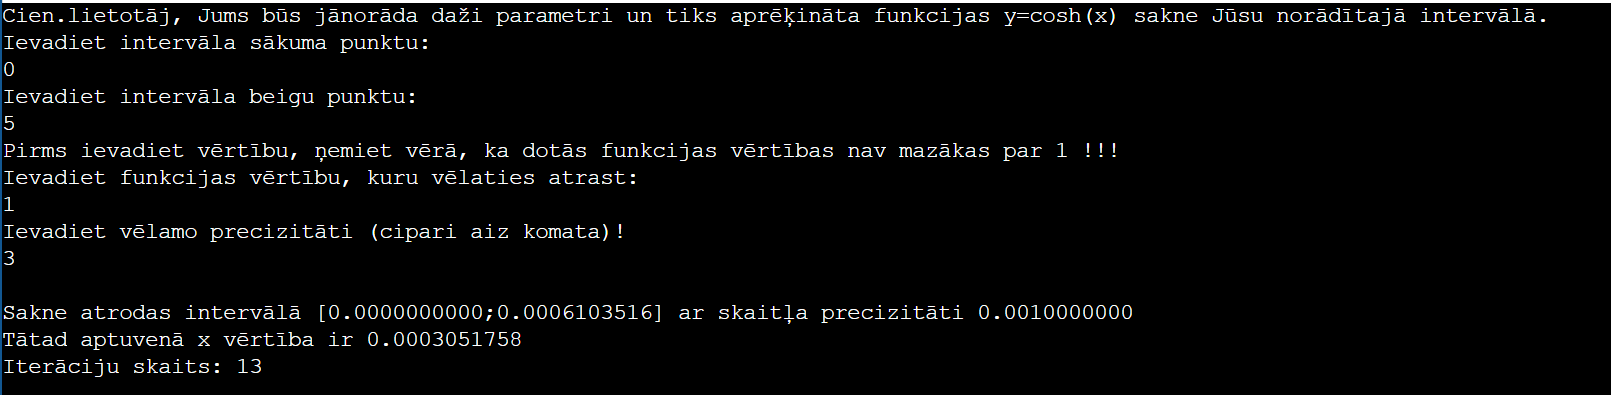 Cien.lietotāj, Jums būs jānorāda daži parametri un tiks aprēķināta funkcijas y=cosh(x) sakne Jūsu norādītajā intervālā.
Ievadiet intervāla sākuma punktu:
0
Ievadiet intervāla beigu punktu:
5
Pirms ievadiet vērtību, ņemiet vērā, ka dotās funkcijas vērtības nav mazākas par 1 !!!
Ievadiet funkcijas vērtību, kuru vēlaties atrast:
1
Ievadiet vēlamo precizitāti (cipari aiz komata)!
3
Sakne atrodas intervālā [0.0000000000;0.0006103516] ar skaitļa precizitāti 0.0010000000
Tātad aptuvenā x vērtība ir 0.0003051758
Iterāciju skaits: 13